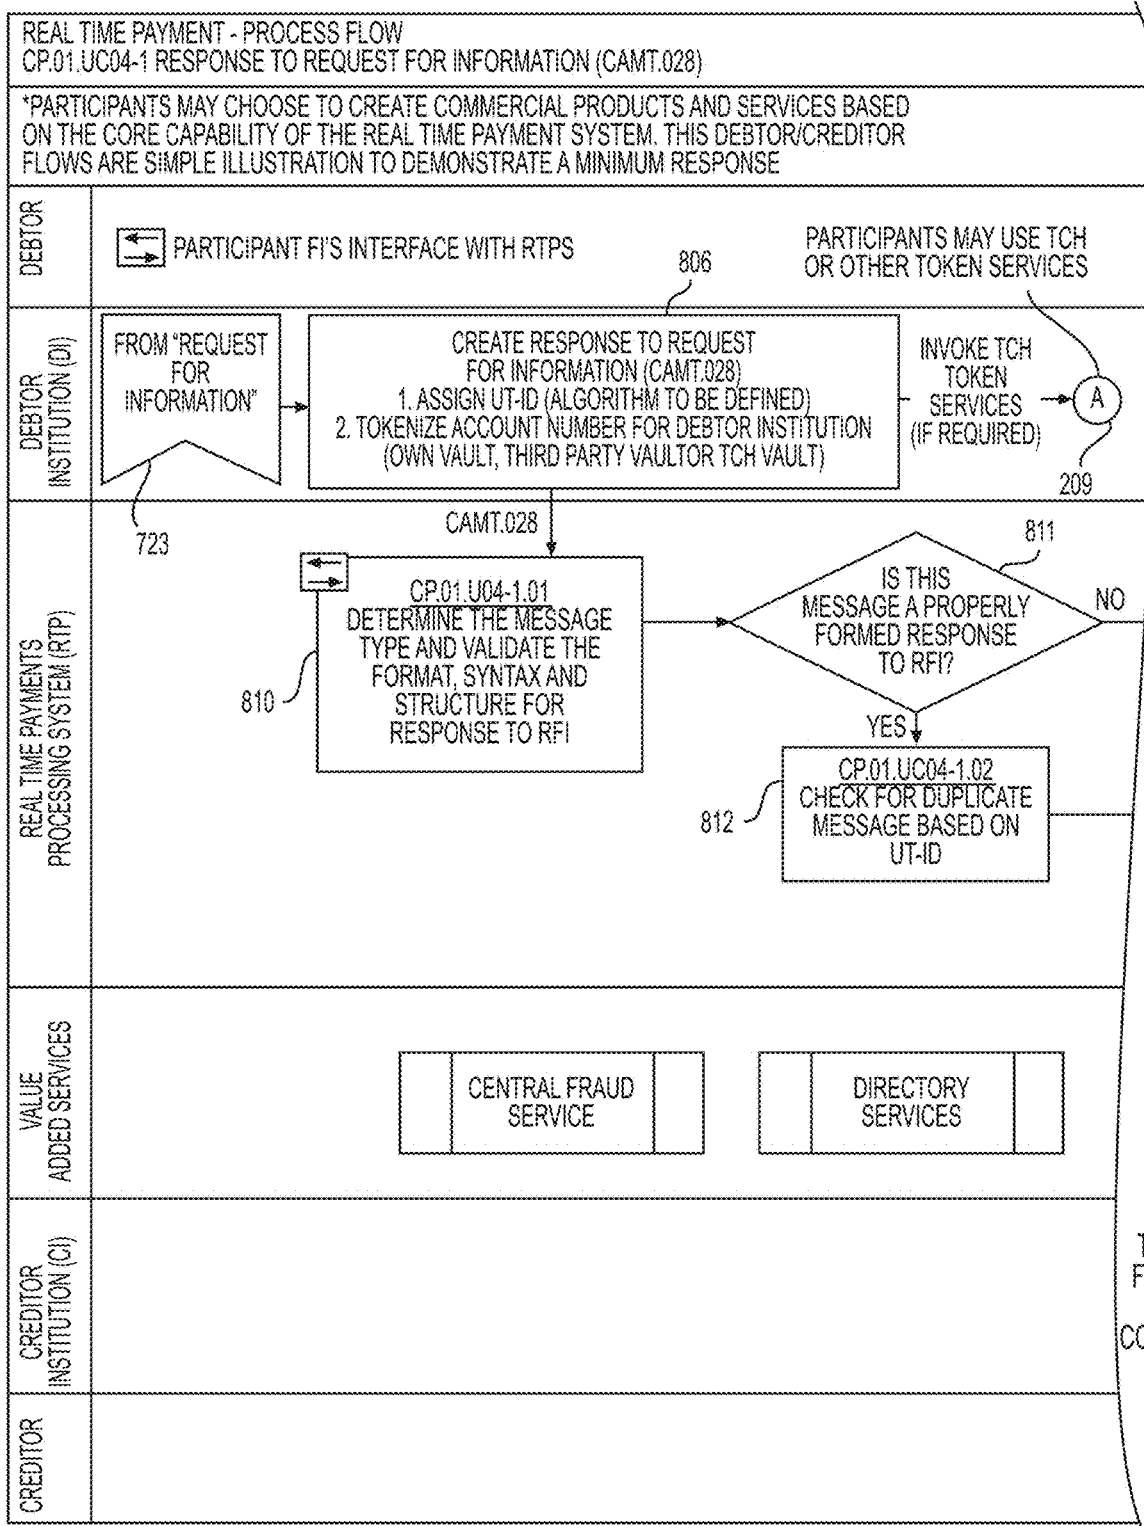 REAL TIME PAYMENT - PROCESS FLOW
CP.01.UC04-1 RESPONSE TO REQUEST FOR INFORMATION (CAMT.028)
*PARTICIPANTS MAY CHOOSE TO CREATE COMMERCIAL PRODUCTS AND SERVICES BASED
ON THE CORE CAPABILITY OF THE REAL TIME PAYMENT SYSTEM. THIS DEBTOR/CREDITOR
FLOWS ARE SIMPLE ILLUSTRATION TO DEMONSTRATE A MINIMUM RESPONSE
DEBTOR
PARTICIPANT FI'S INTERFACE WITH RTPS
PARTICIPANTS MAY USE TCH
OR OTHER TOKEN SERVICES
806
DEBTOR
INSTITUTION (DI)
FROM "REQUEST
FOR
INFORMATION"
723
CREATE RESPONSE TO REQUEST
FOR INFORMATION (CAMT.028)
1. ASSIGN UT-ID (ALGORITHM TO BE DEFINED)
2. TOKENIZE ACCOUNT NUMBER FOR DEBTOR INSTITUTION
(OWN VAULT, THIRD PARTY VAULTOR TCH VAULT)
INVOKE TCH
TOKEN
SERVICES
(IF REQUIRED)
A
209
REAL TIME PAYMENTS
PROCESSING SYSTEM (RTP)
CAMT.028
CP.01.U04-1.01
DETERMINE THE MESSAGE
TYPE AND VALIDATE THE
FORMAT, SYNTAX AND
STRUCTURE FOR
RESPONSE TO RFI
810
811
IS THIS
MESSAGE A PROPERLY
FORMED RESPONSE
TO RFI?
NO
YES
CP.01.UC04-1.02
CHECK FOR DUPLICATE
MESSAGE BASED ON
UT-ID
812
VALUE
ADDED SERVICES
CENTRAL FRAUD
SERVICE
DIRECTORY
SERVICES
CREDITOR
INSTITUTION (CI)
CREDITOR